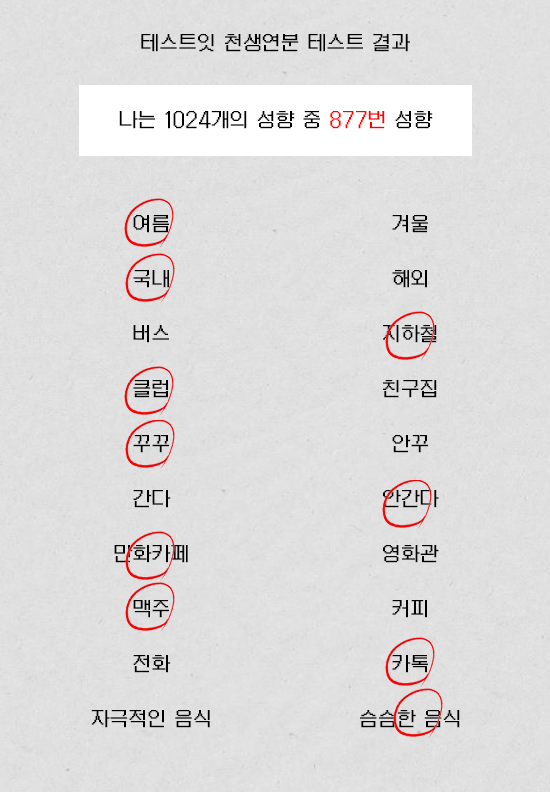 테스트잇 천생연분 테스트 결과
나는 1024개의 성향 중 877번 성향
여름 겨울
국내 해외
버스 지하철
클럽 친구집
꾸꾸 안꾸
간다 안간다
만화카페 영화관
맥주 커피
전화 카톡
자극적인 음식 슴슴한 음식